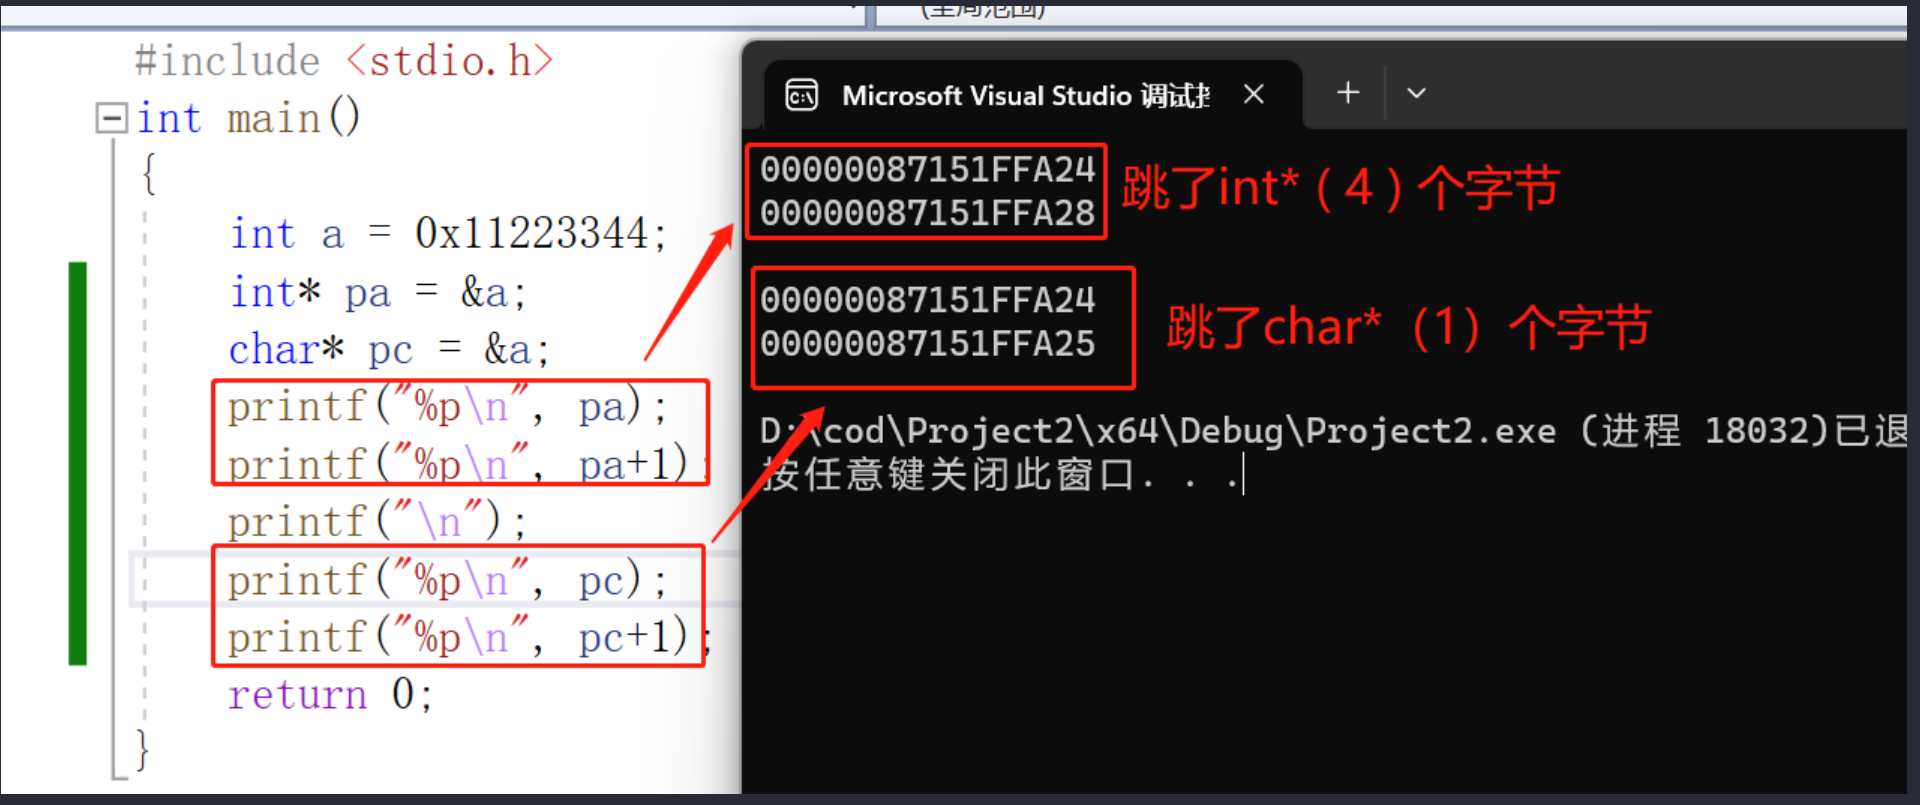 (全局范围)
#include <stdio.h>
int main()
{
int a = 0x11223344;
int* pa = &a;
char* pc = &a;
printf("%p\n", pa);
printf("%p\n", pa+1);
printf("\n");
printf("%p\n", pc);
printf("%p\n", pc+1);
return 0;
}
Microsoft Visual Studio 调试
00000087151FFA24
00000087151FFA28
跳了int* ( 4 ) 个字节
00000087151FFA24
00000087151FFA25
跳了char*（1）个字节
D:\cod\Project2\x64\Debug\Project2.exe (进程 18032)已退
按任意键关闭此窗口. . .